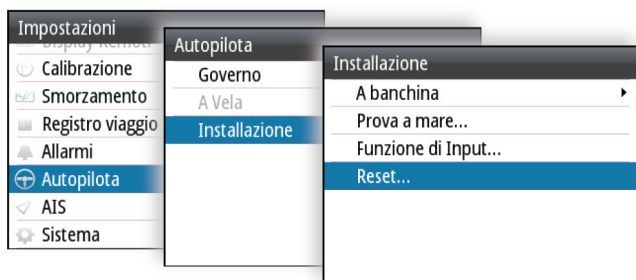 Impostazioni
Calibrazione
Smorzamento
Registro viaggio
Allarmi
Autopilota
AIS
Sistema
Autopilota
Governo
A Vela
Installazione
Installazione
A banchina
Prova a mare...
Funzione di Input...
Reset...